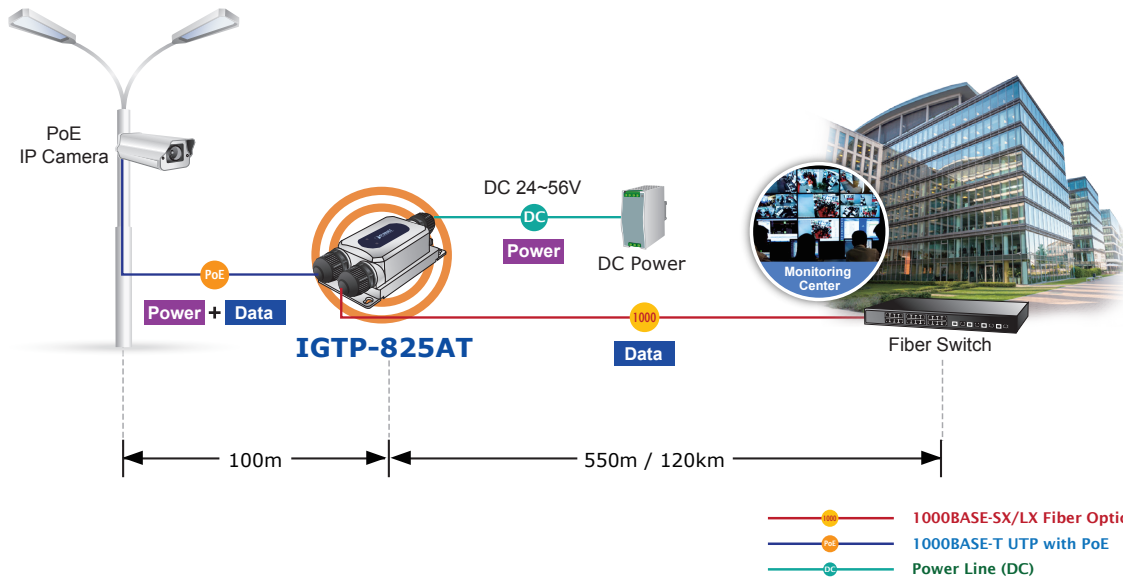 PoE
IP Camera
DC 24~56V
DC
Power
DC Power
Monitoring
Center
PoE
Power + Data
IGTP-825AT
1000
Data
Fiber Switch
100m
550m / 120km
1000 1000BASE-SX/LX Fiber Optic
PoE 1000BASE-T UTP with PoE
DC Power Line (DC)